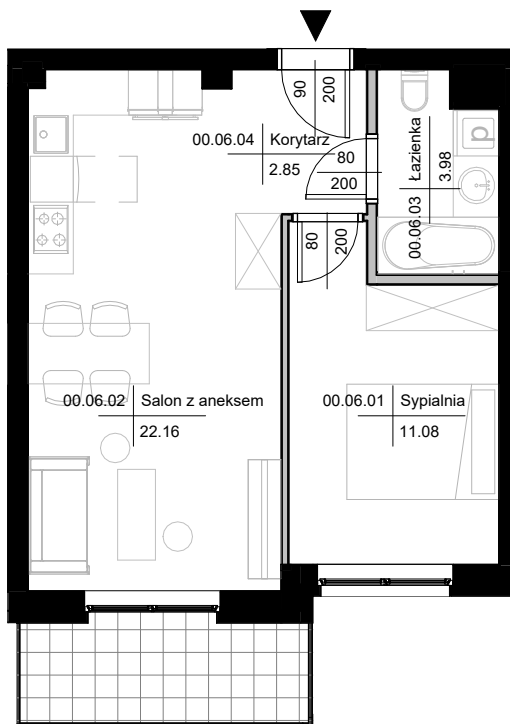 90
200
00.06.04 Korytarz
2.85
80
200
00.06.03 Łazienka
3.98
80
200
00.06.02 Salon z aneksem
22.16
00.06.01 Sypialnia
11.08